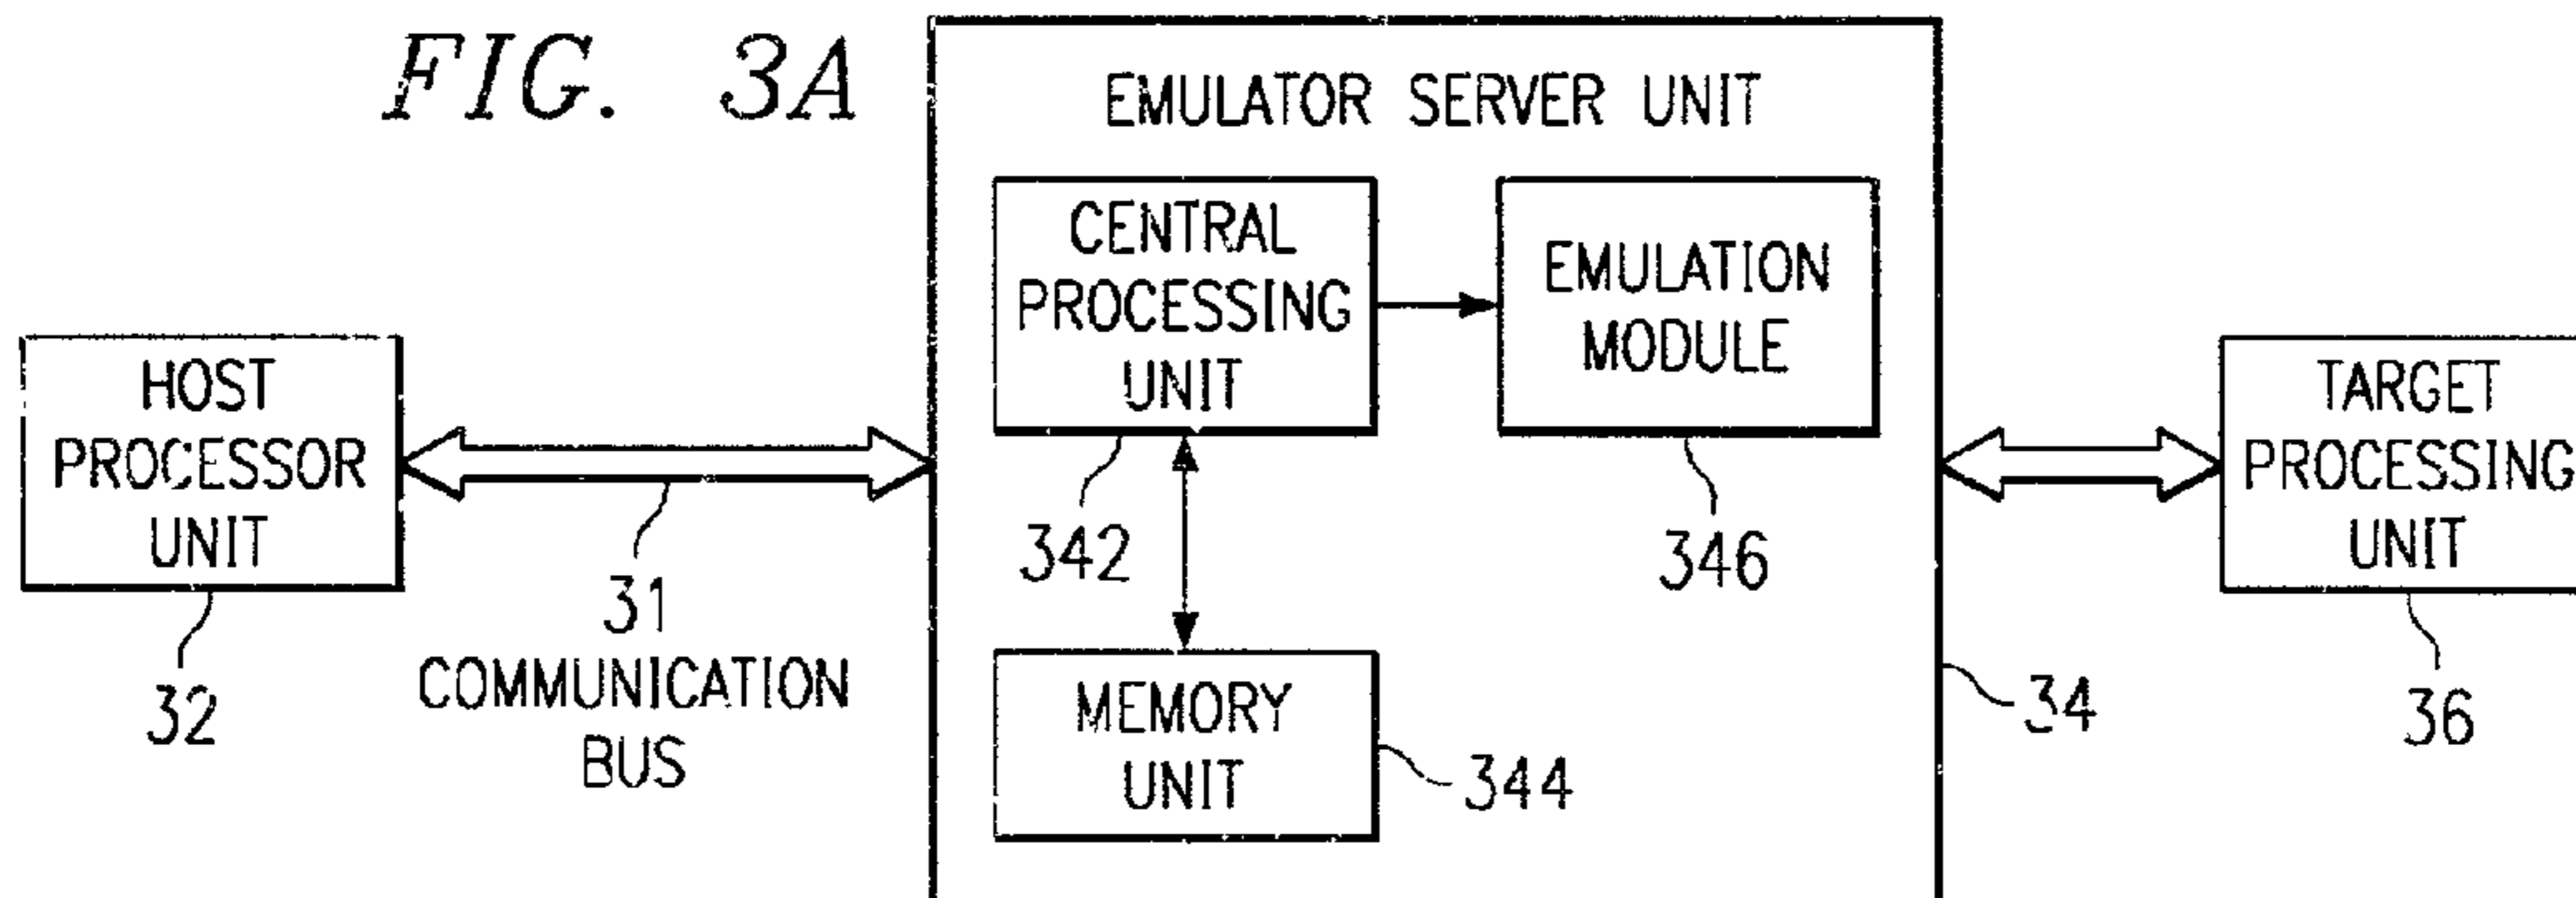 FIG. 3A
EMULATOR SERVER UNIT
CENTRAL
PROCESSING
UNIT
EMULATION
MODULE
HOST
PROCESSOR
UNIT
TARGET
PROCESSING
UNIT
342
346
31
COMMUNICATION
BUS
32
MEMORY
UNIT
344
34
36